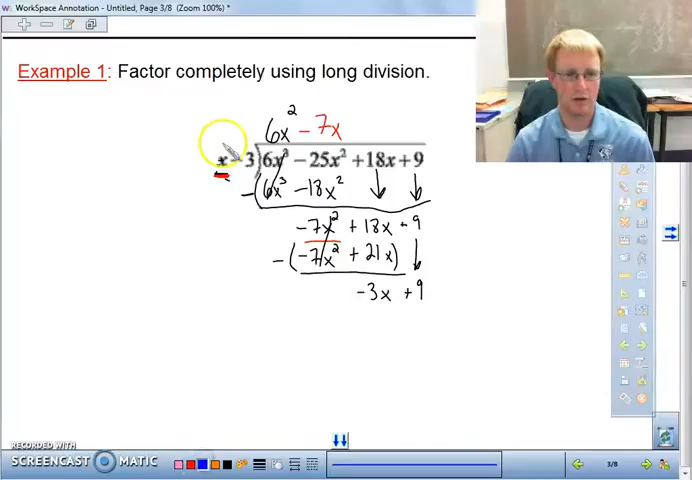 WorkSpace Annotation - Untitled, Page 3/8 (Zoom 100%) *
Example 1: Factor completely using long division.
6x² - 7x
x - 3 6x³ - 25x² + 18x + 9
-(6x³ - 18x²
-7x² + 18x + 9
-(-7x² + 21x)
-3x + 9
RECORDED WITH
SCREENCAST MATIC
3/8